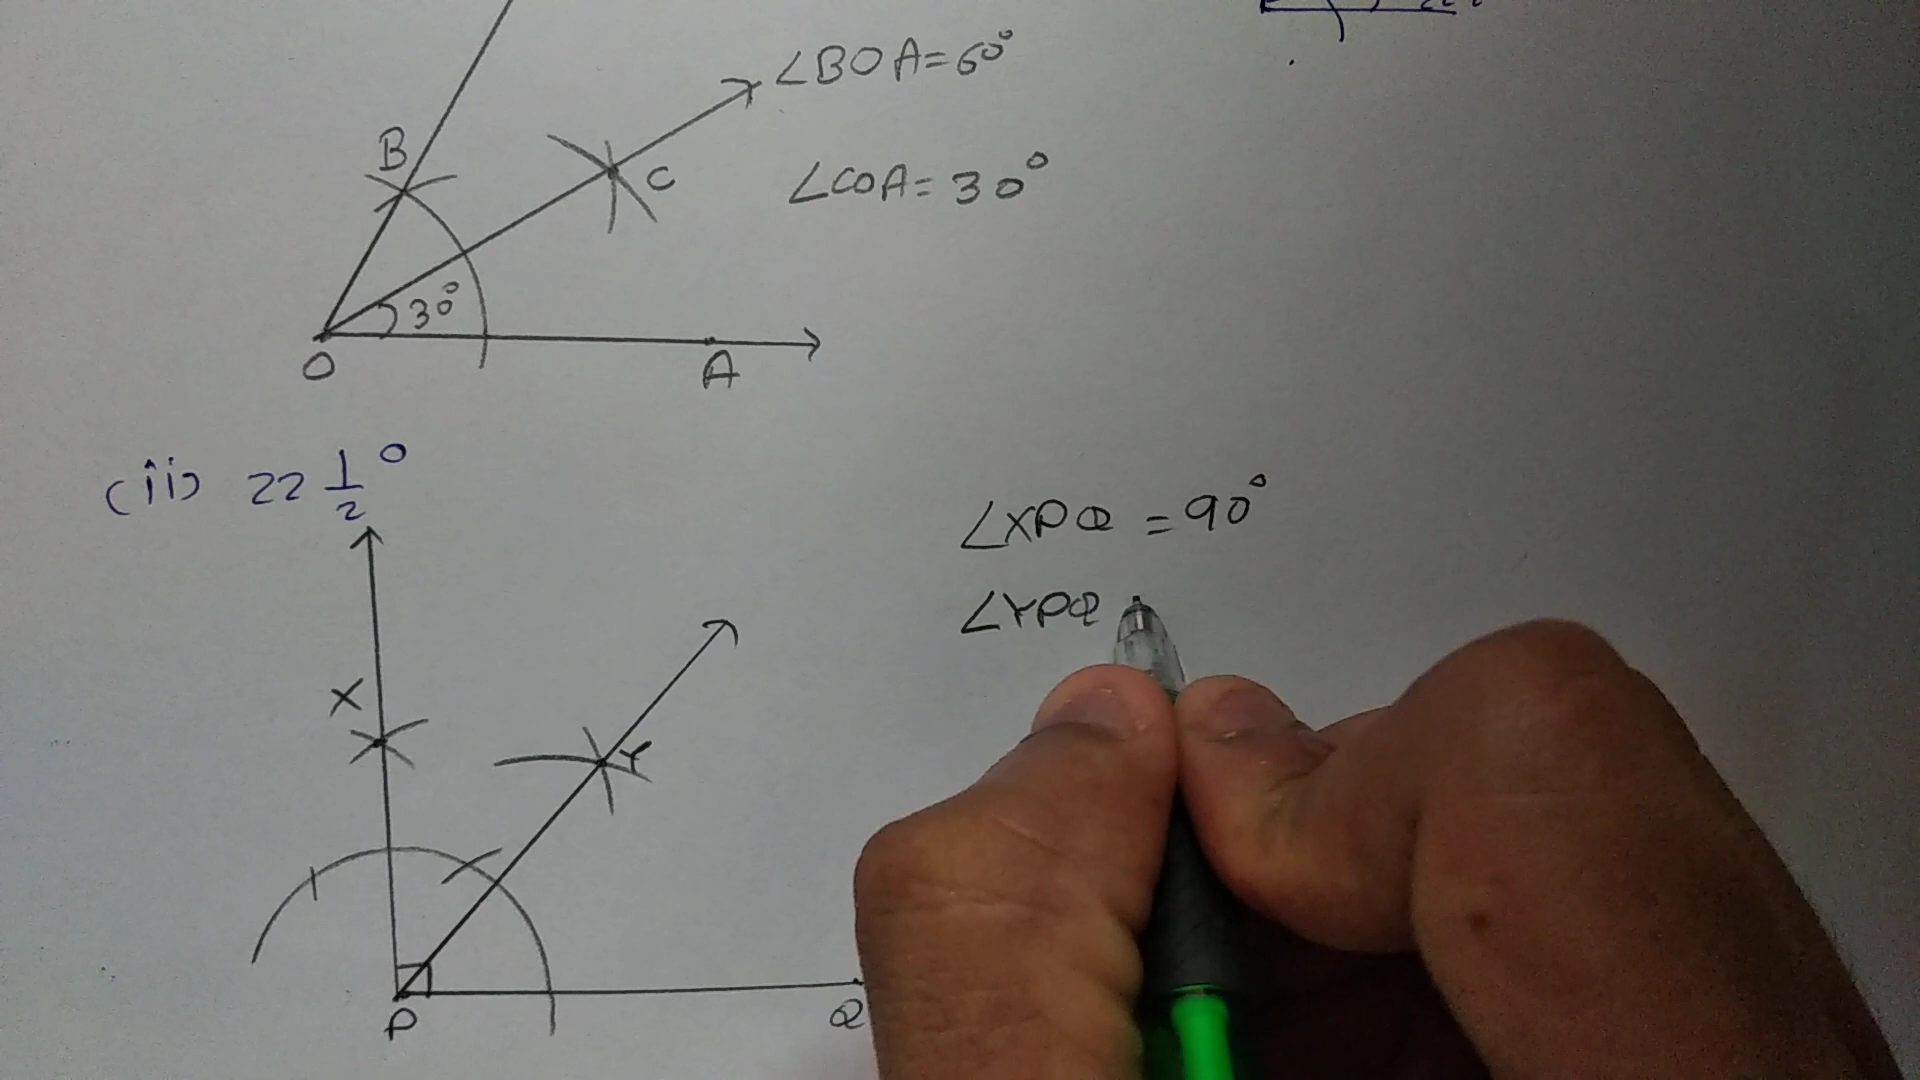 ∠BOA=60°
B
C
∠COA=30°
30°
O
A
(ii) 22 1/2°
∠XPQ = 90°
∠YPQ
X
Y
P
Q